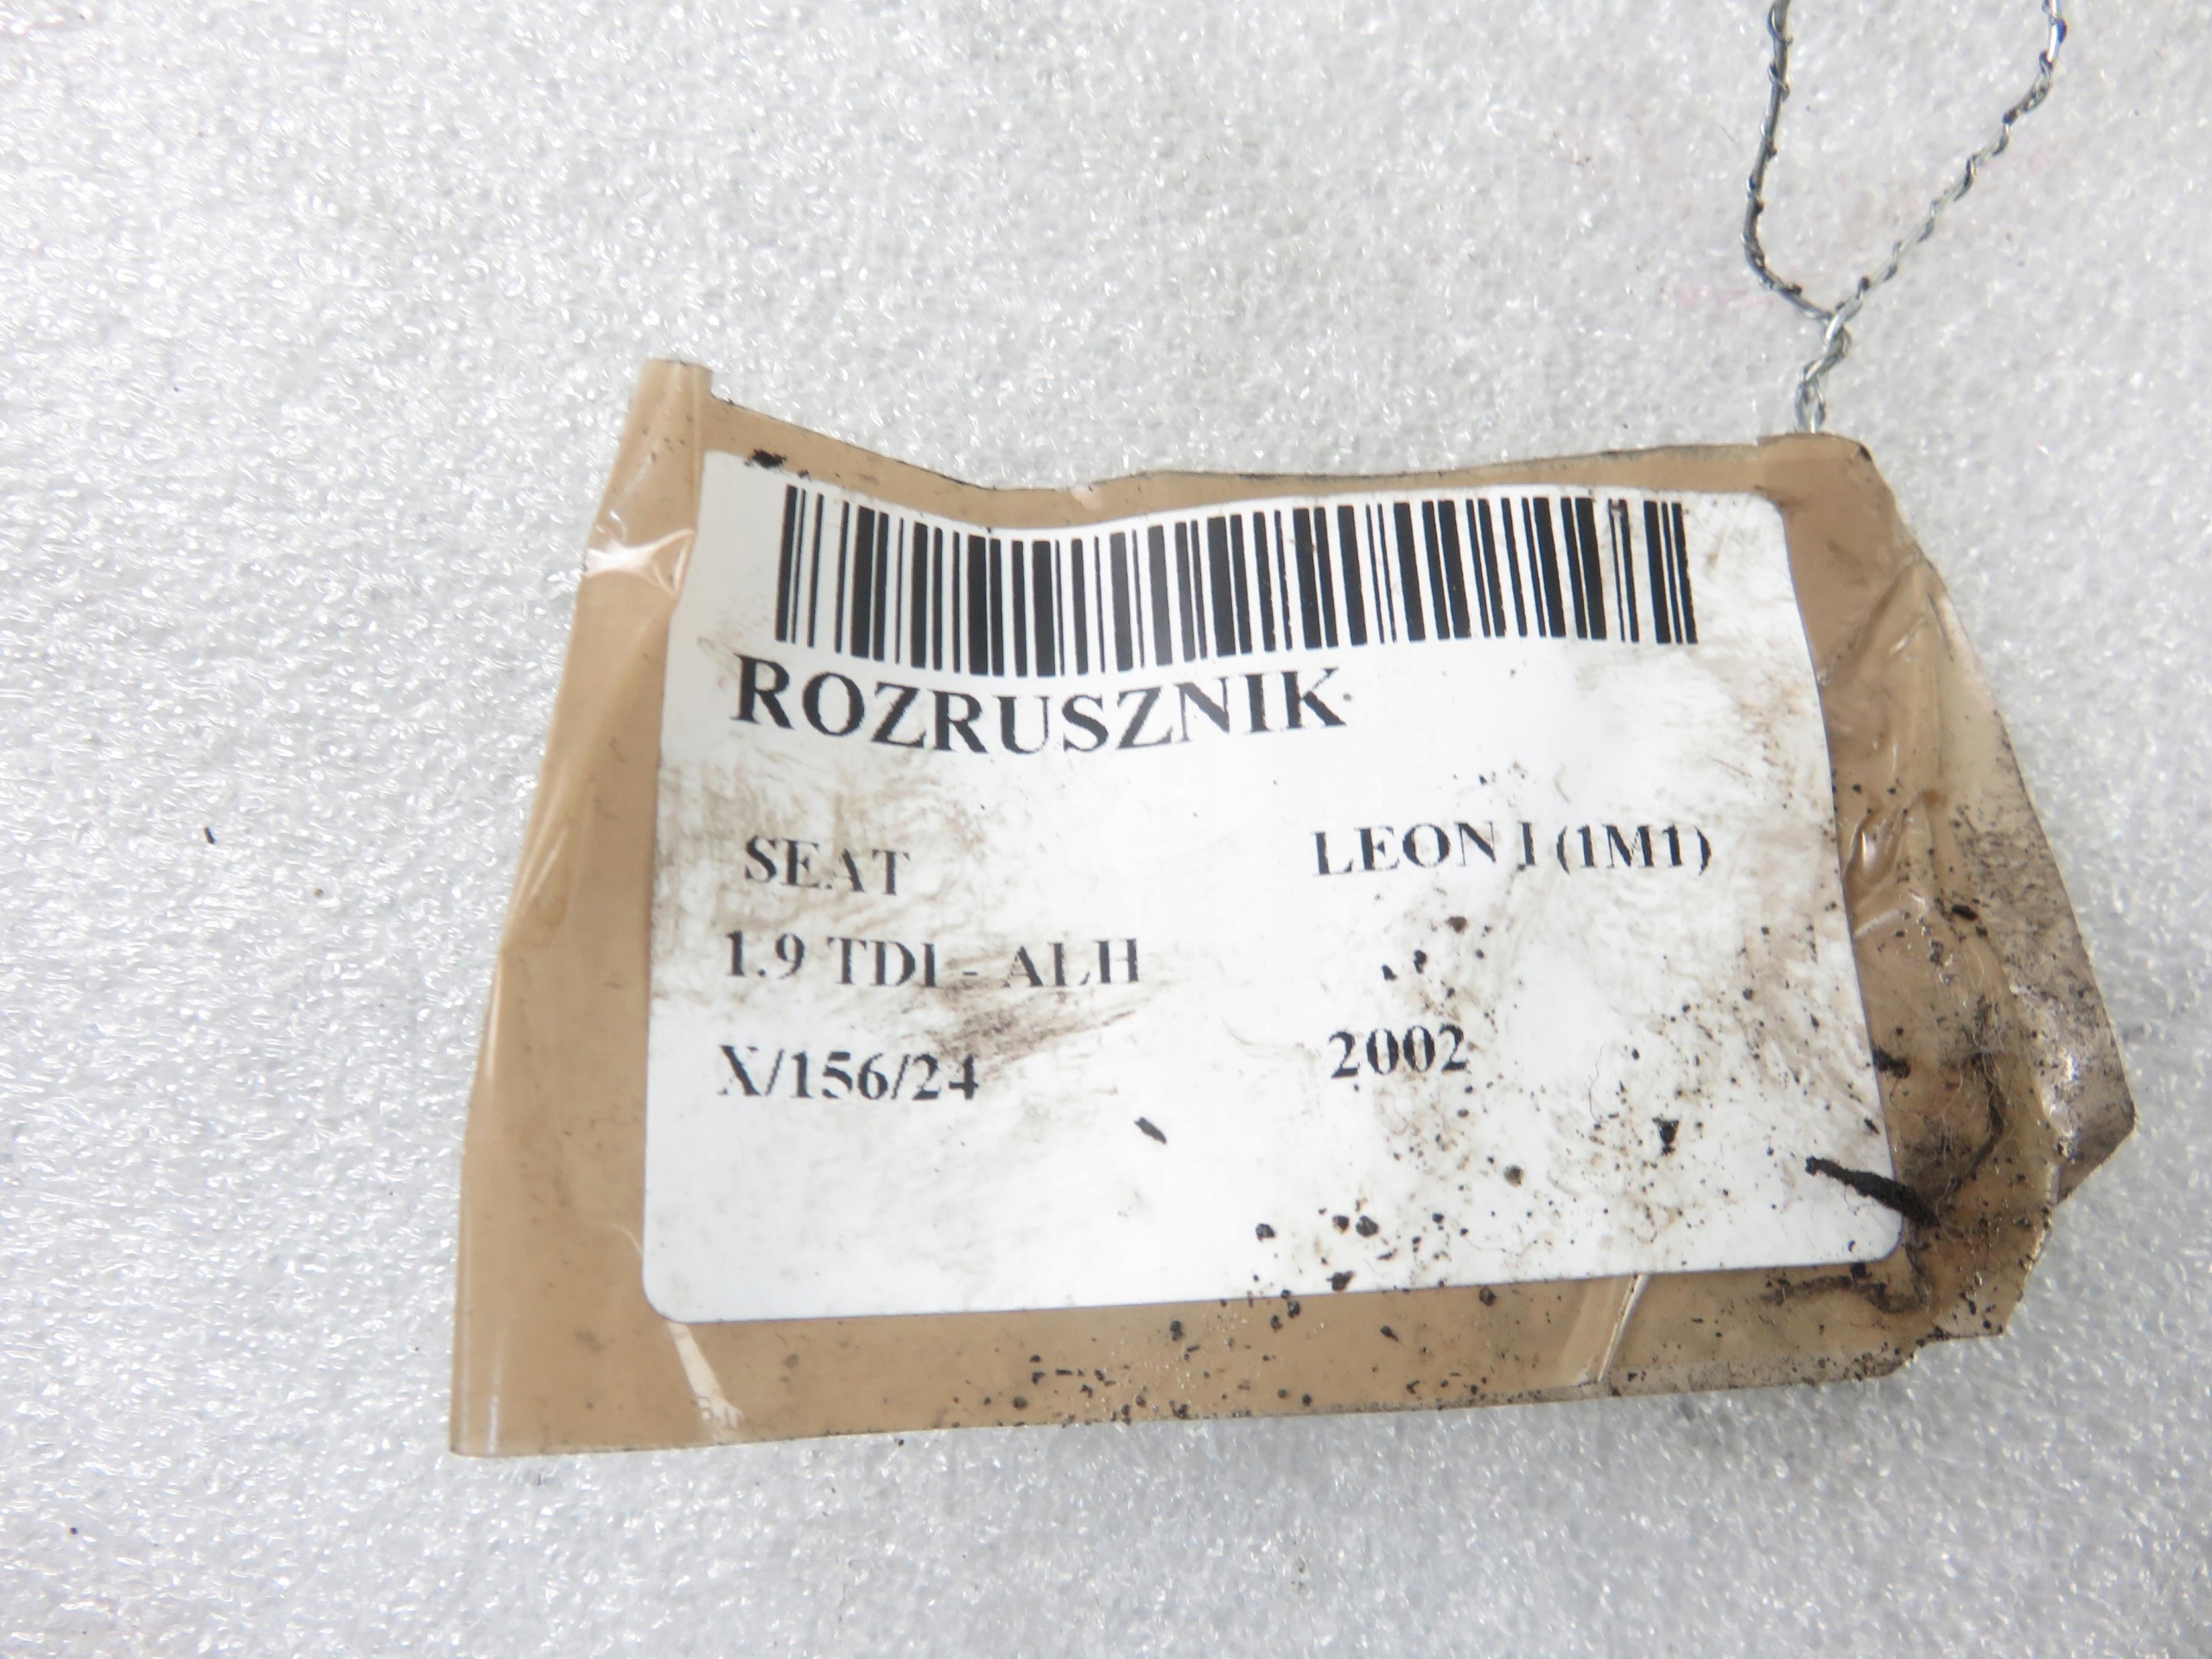 ROZRUSZNIK
SEAT LEON I (1M1)
1.9 TDI - ALH
X/156/24 2002